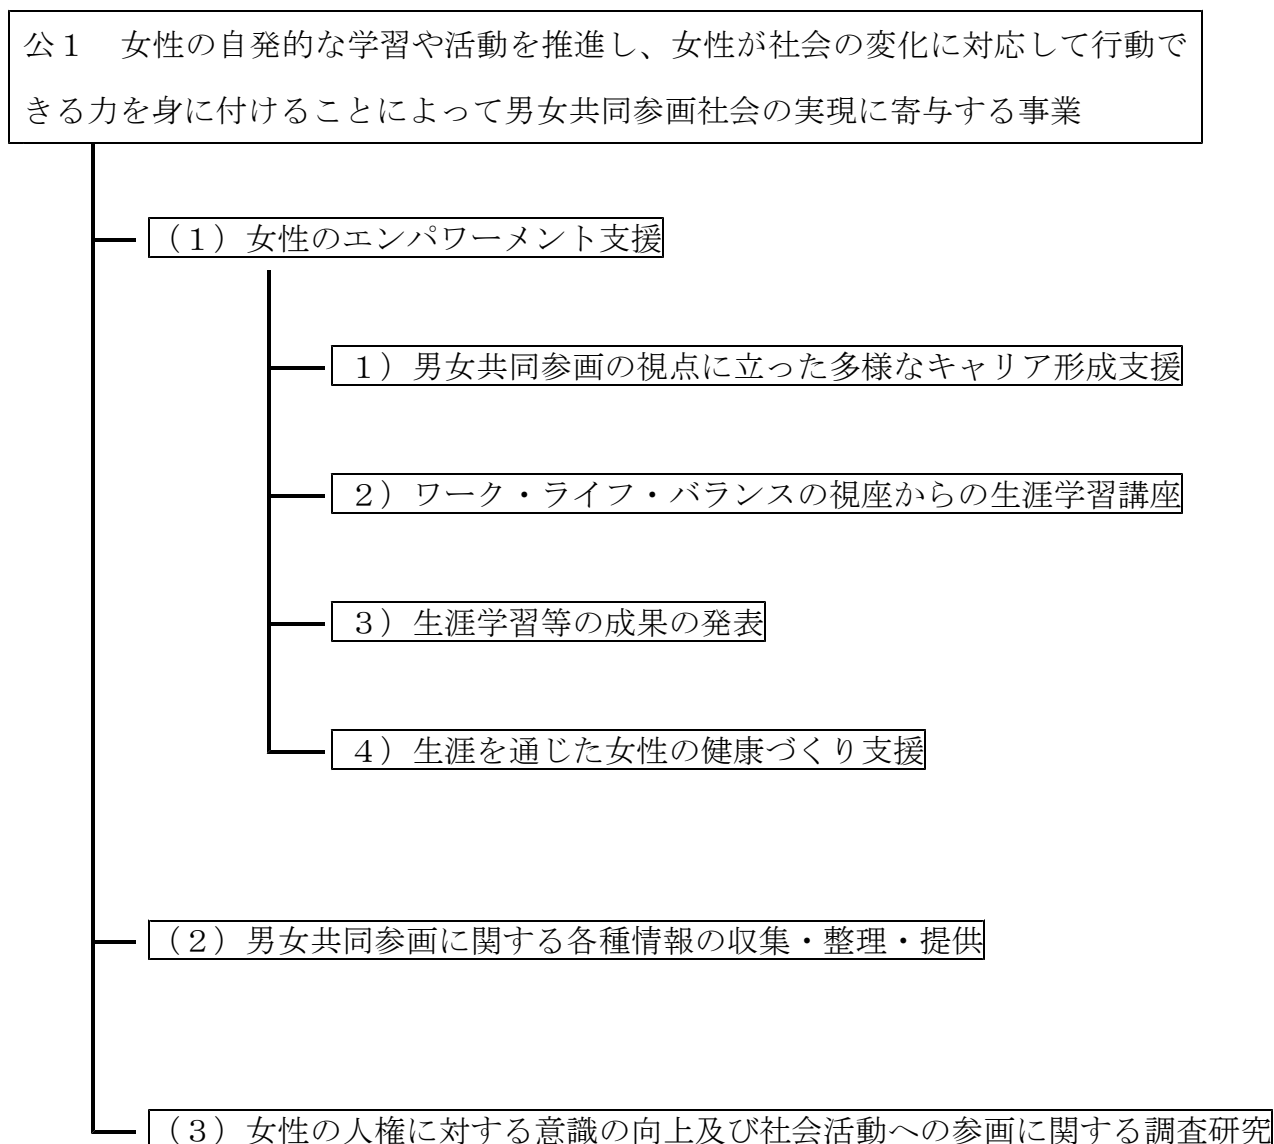 公１　女性の自発的な学習や活動を推進し、女性が社会の変化に対応して行動で
きる力を身に付けることによって男女共同参画社会の実現に寄与する事業
（１）女性のエンパワーメント支援
１）男女共同参画の視点に立った多様なキャリア形成支援
２）ワーク・ライフ・バランスの視座からの生涯学習講座
３）生涯学習等の成果の発表
４）生涯を通じた女性の健康づくり支援
（２）男女共同参画に関する各種情報の収集・整理・提供
（３）女性の人権に対する意識の向上及び社会活動への参画に関する調査研究